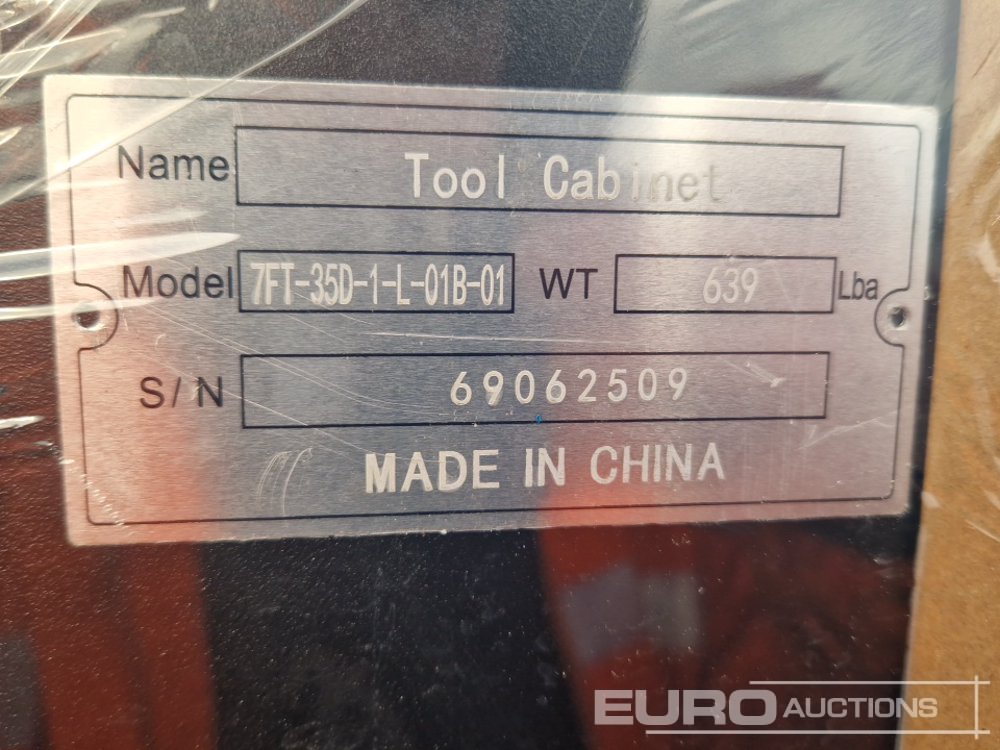 Name Tool Cabinet
Model 7FT-35D-1-L-01B-01 WT 639 Lba
S/N 69062509
MADE IN CHINA
EURO AUCTIONS